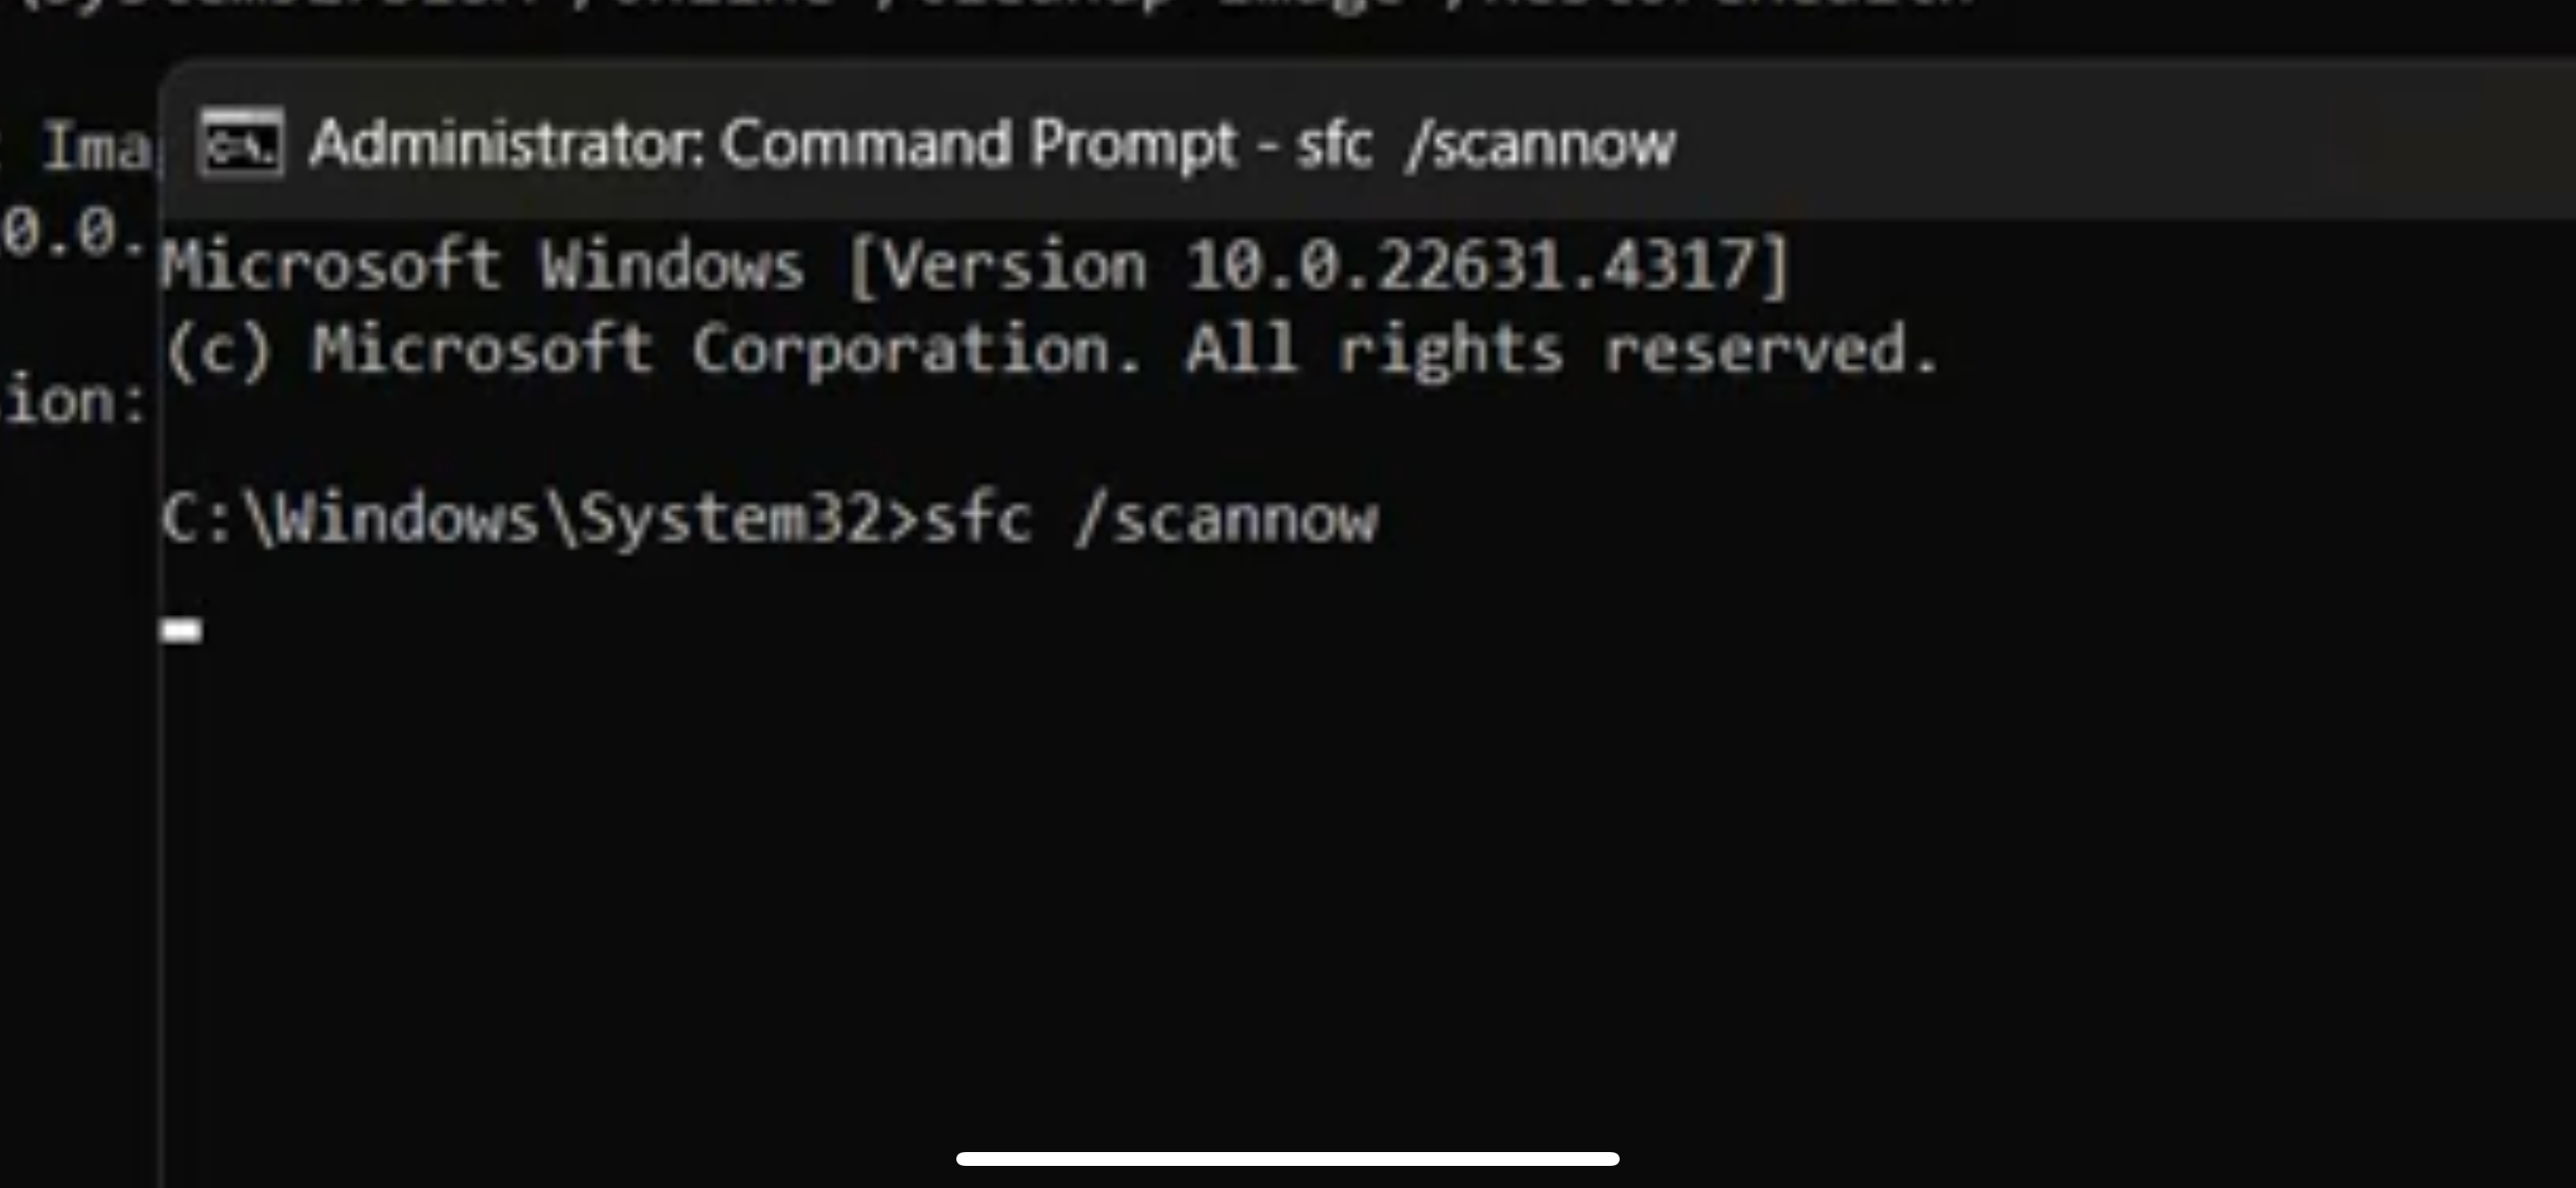 Ima
0.0.
ion:
Administrator: Command Prompt - sfc /scannow
Microsoft Windows [Version 10.0.22631.4317]
(c) Microsoft Corporation. All rights reserved.
C:\Windows\System32>sfc /scannow